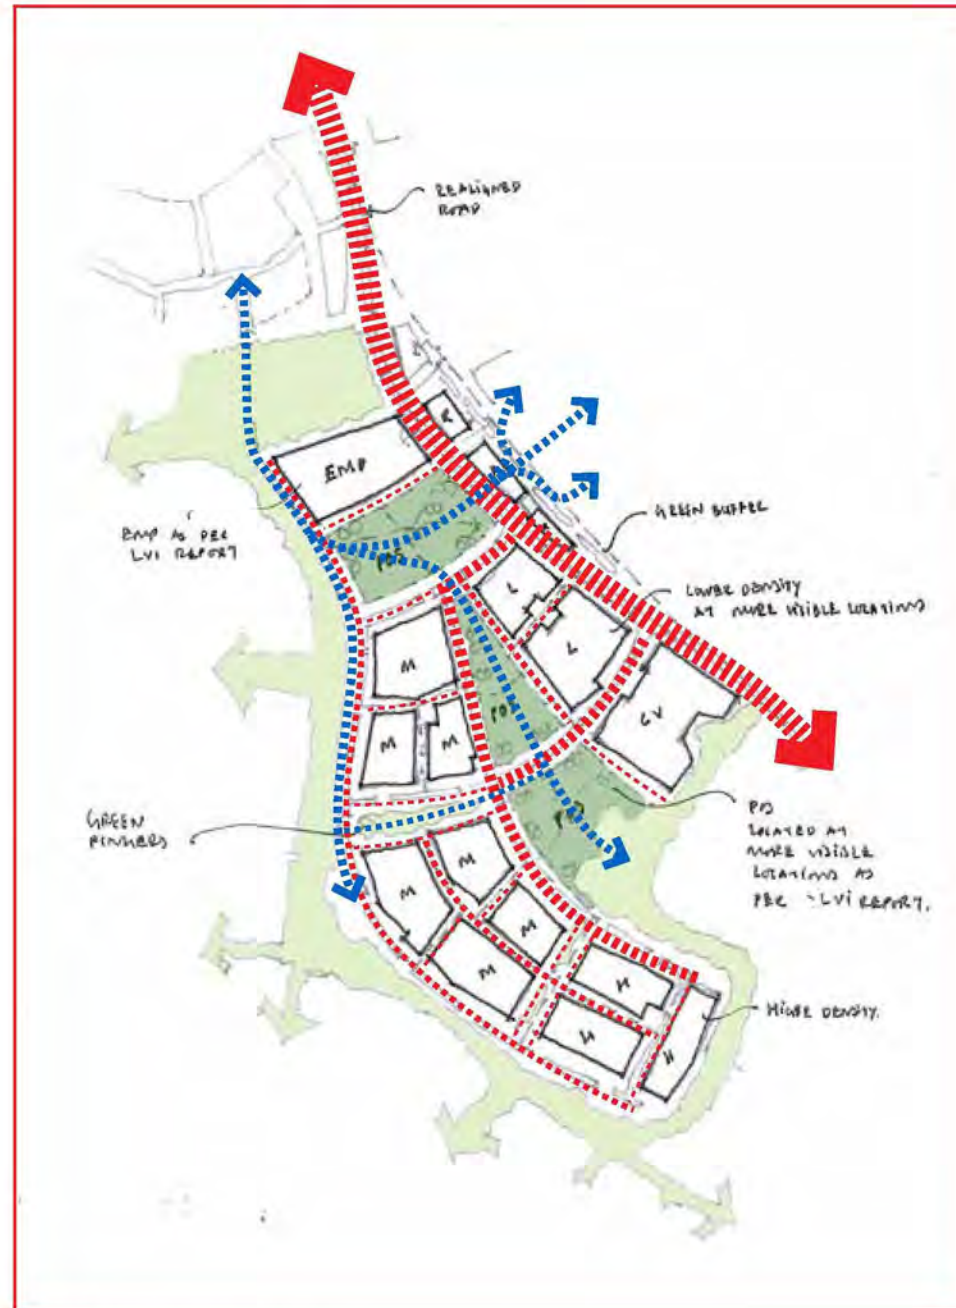 REALIGNED
ROAD
R
EMP
EMP AS PER
LVI REPORT
GREEN BUFFER
POS
LOWER DENSITY
AT MORE VISIBLE LOCATIONS
L
L
M
POS
LV
M
M
GREEN
FINGERS
POS
POS
LOCATED AT
MORE VISIBLE
LOCATIONS AS
PER LVI REPORT.
M
M
M
M
H
HIGHER DENSITY.
H
H